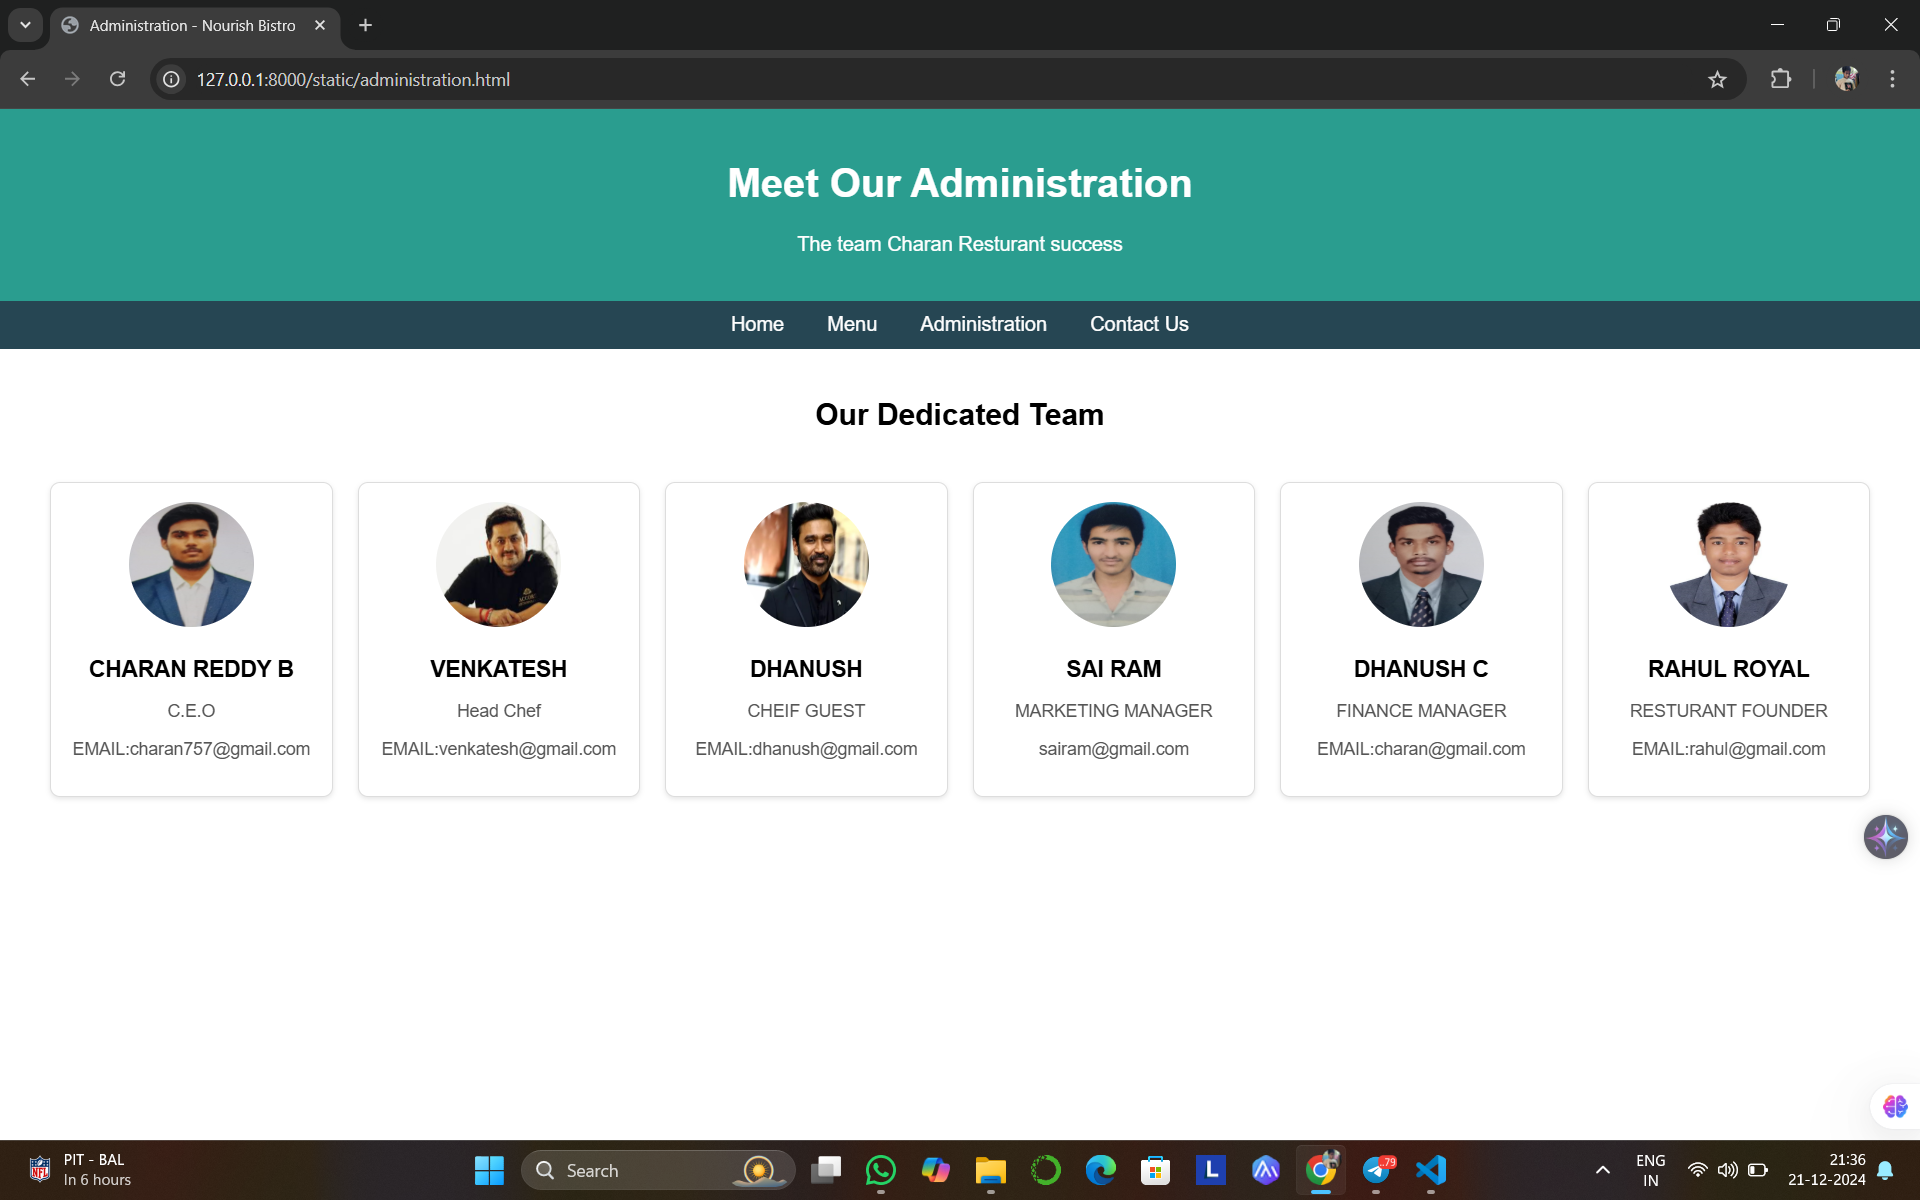 Administration - Nourish Bistro
127.0.0.1:8000/static/administration.html
Meet Our Administration
The team Charan Resturant success
Home Menu Administration Contact Us
Our Dedicated Team
CHARAN REDDY B
C.E.O
EMAIL:charan757@gmail.com
VENKATESH
Head Chef
EMAIL:venkatesh@gmail.com
DHANUSH
CHEIF GUEST
EMAIL:dhanush@gmail.com
SAI RAM
MARKETING MANAGER
sairam@gmail.com
DHANUSH C
FINANCE MANAGER
EMAIL:charan@gmail.com
RAHUL ROYAL
RESTURANT FOUNDER
EMAIL:rahul@gmail.com
PIT - BAL
In 6 hours
Search
L
.79
ENG
IN
21:36
21-12-2024